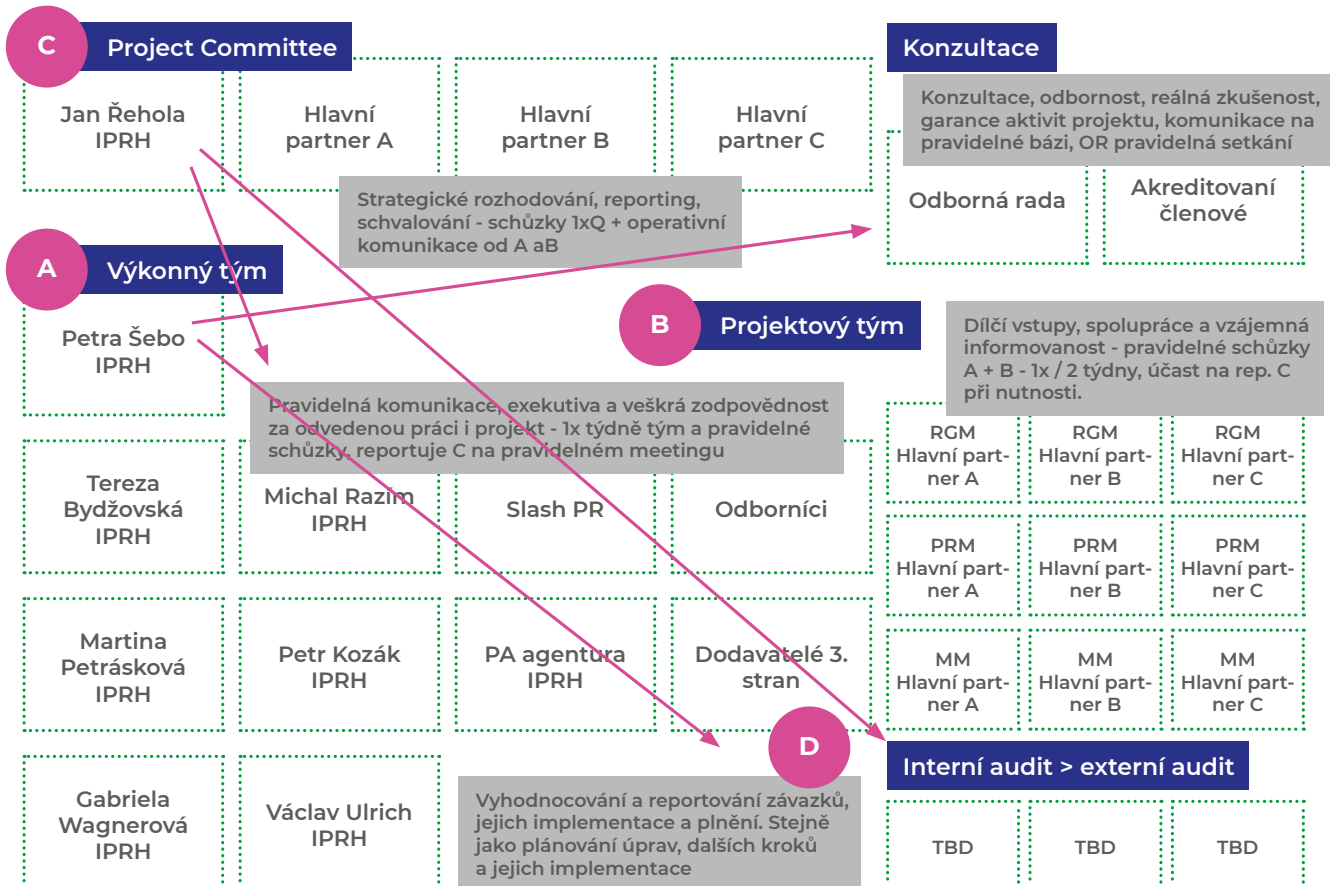 C
Project Committee
Jan Řehola
IPRH
Hlavní
partner A
Hlavní
partner B
Hlavní
partner C
Strategické rozhodování, reporting,
schvalování - schůzky 1xQ + operativní
komunikace od A aB
Konzultace
Konzultace, odbornost, reálná zkušenost,
garance aktivit projektu, komunikace na
pravidelné bázi, OR pravidelná setkání
Odborná rada
Akreditovaní
členové
A
Výkonný tým
Petra Šebo
IPRH
Pravidelná komunikace, exekutiva a veškrá zodpovědnost
za odvedenou práci i projekt - 1x týdně tým a pravidelné
schůzky, reportuje C na pravidelném meetingu
Tereza
Bydžovská
IPRH
Michal Razím
IPRH
Slash PR
Odborníci
Martina
Petrásková
IPRH
Petr Kozák
IPRH
PA agentura
IPRH
Dodavatelé 3.
stran
Gabriela
Wagnerová
IPRH
Václav Ulrich
IPRH
B
Projektový tým
Dílčí vstupy, spolupráce a vzájemná
informovanost - pravidelné schůzky
A + B - 1x / 2 týdny, účast na rep. C
při nutnosti.
RGM
Hlavní part-
ner A
RGM
Hlavní part-
ner B
RGM
Hlavní part-
ner C
PRM
Hlavní part-
ner A
PRM
Hlavní part-
ner B
PRM
Hlavní part-
ner C
MM
Hlavní part-
ner A
MM
Hlavní part-
ner B
MM
Hlavní part-
ner C
D
Interní audit > externí audit
Vyhodnocování a reportování závazků,
jejich implementace a plnění. Stejně
jako plánování úprav, dalších kroků
a jejich implementace
TBD
TBD
TBD